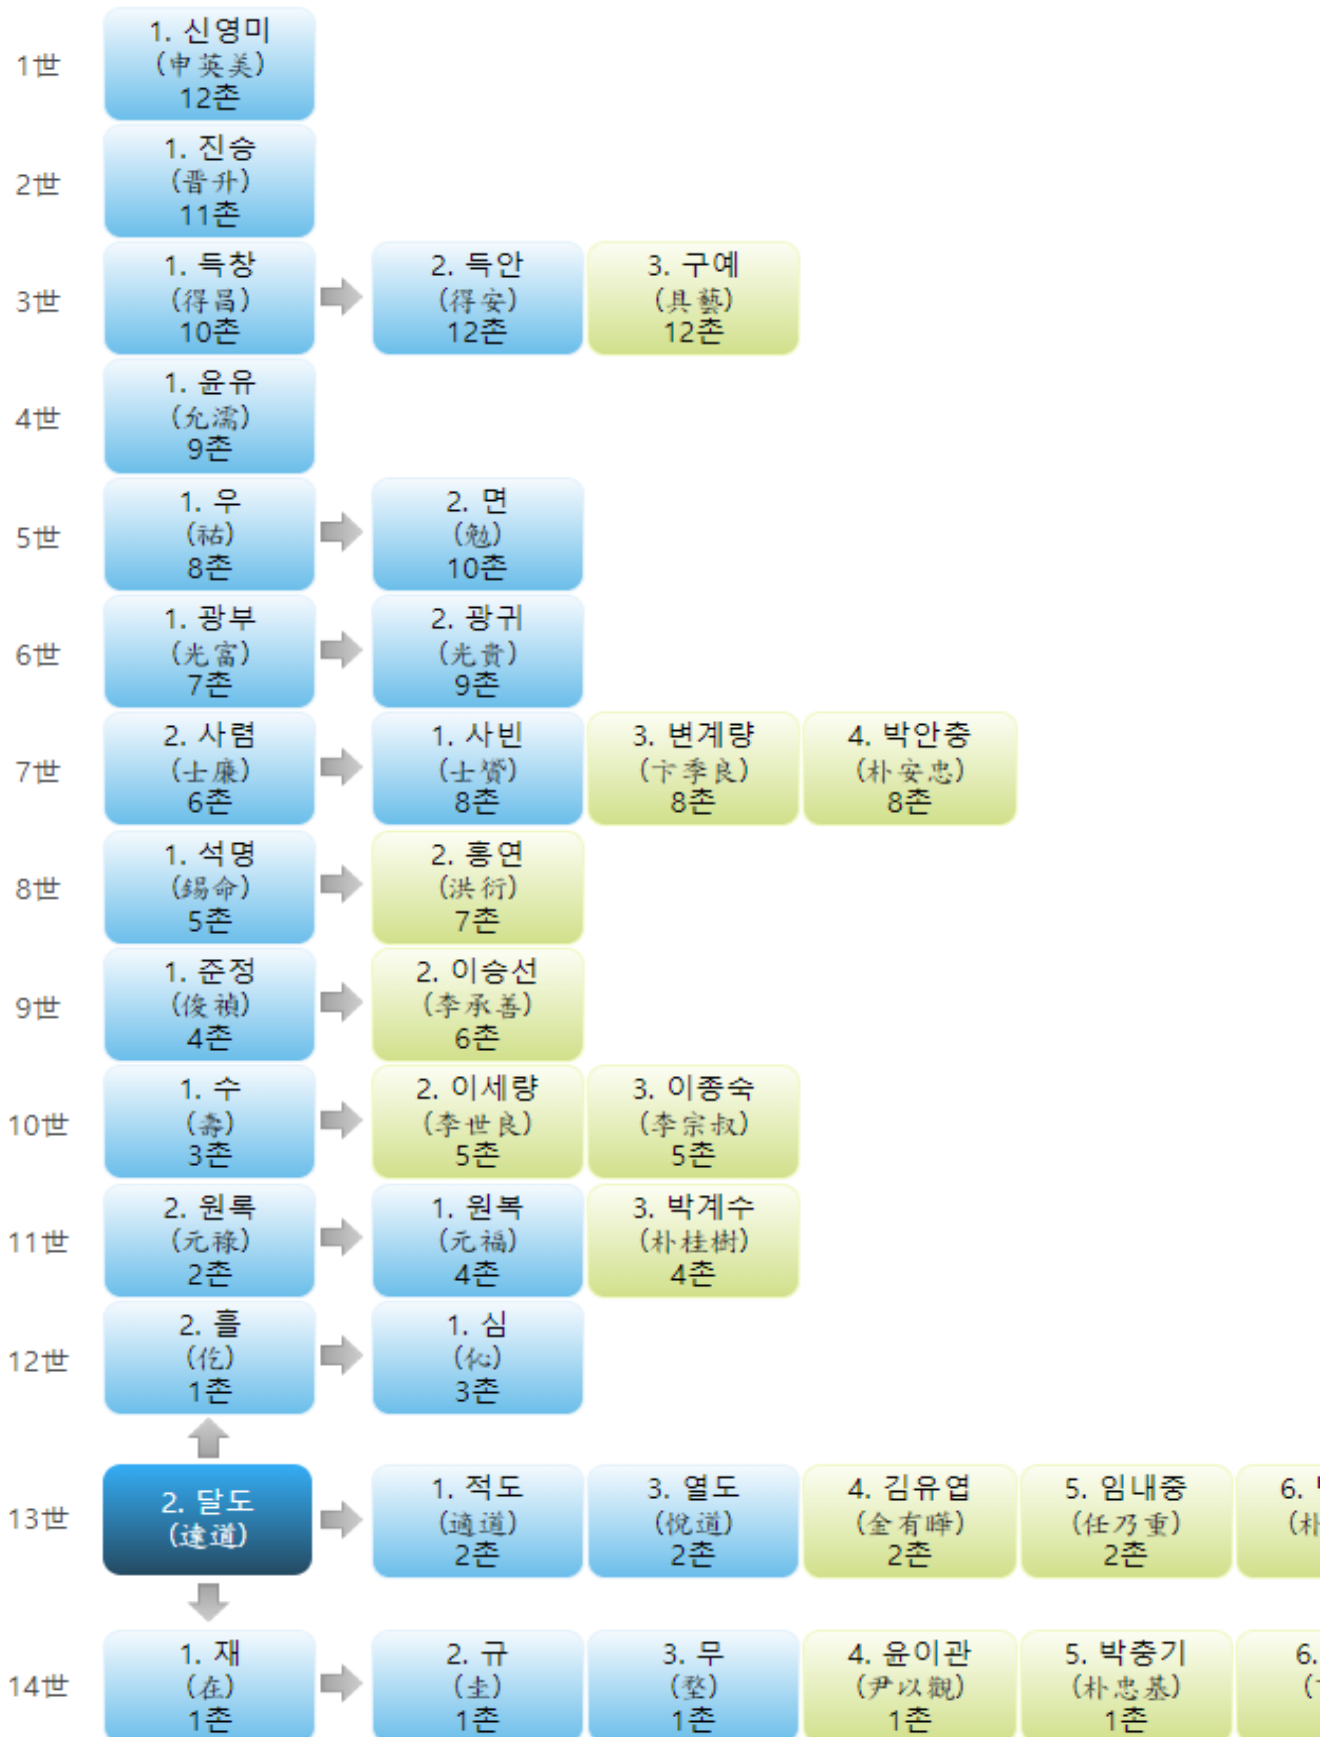 1世
1. 신영미
(申英美)
12촌
2世
1. 진승
(晋升)
11촌
3世
1. 득창
(得昌)
10촌
2. 득안
(得安)
12촌
3. 구예
(具藝)
12촌
4世
1. 윤유
(允濡)
9촌
5世
1. 우
(祐)
8촌
2. 면
(勉)
10촌
6世
1. 광부
(光富)
7촌
2. 광귀
(光貴)
9촌
7世
2. 사렴
(士廉)
6촌
1. 사빈
(士贇)
8촌
3. 변계량
(卞季良)
8촌
4. 박안충
(朴安忠)
8촌
8世
1. 석명
(錫命)
5촌
2. 홍연
(洪衍)
7촌
9世
1. 준정
(俊禎)
4촌
2. 이승선
(李承善)
6촌
10世
1. 수
(壽)
3촌
2. 이세량
(李世良)
5촌
3. 이종숙
(李宗叔)
5촌
11世
2. 원록
(元祿)
2촌
1. 원복
(元福)
4촌
3. 박계수
(朴桂樹)
4촌
12世
2. 흘
(仡)
1촌
1. 심
(伈)
3촌
13世
2. 달도
(達道)
1. 적도
(適道)
2촌
3. 열도
(悅道)
2촌
4. 김유엽
(金有曄)
2촌
5. 임내중
(任乃重)
2촌
6.
(朴
14世
1. 재
(在)
1촌
2. 규
(圭)
1촌
3. 무
(堥)
1촌
4. 윤이관
(尹以觀)
1촌
5. 박충기
(朴忠基)
1촌
6.